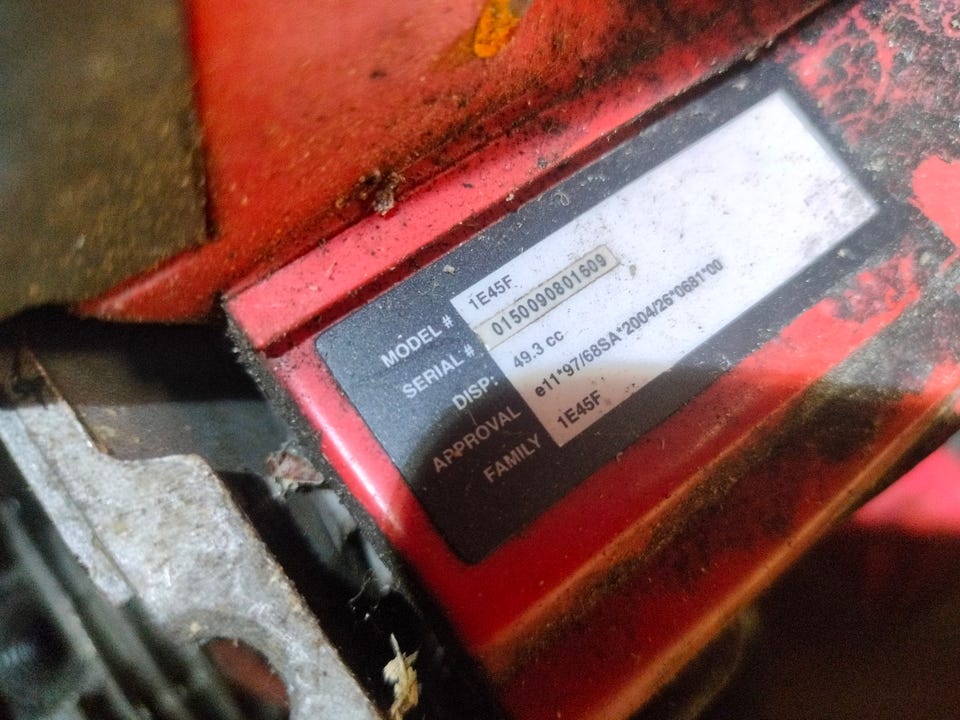 MODEL # 1E45F
SERIAL # 0150090801609
DISP: 49.3 cc
APPROVAL e11*97/68SA*2004/26*0681*00
FAMILY 1E45F